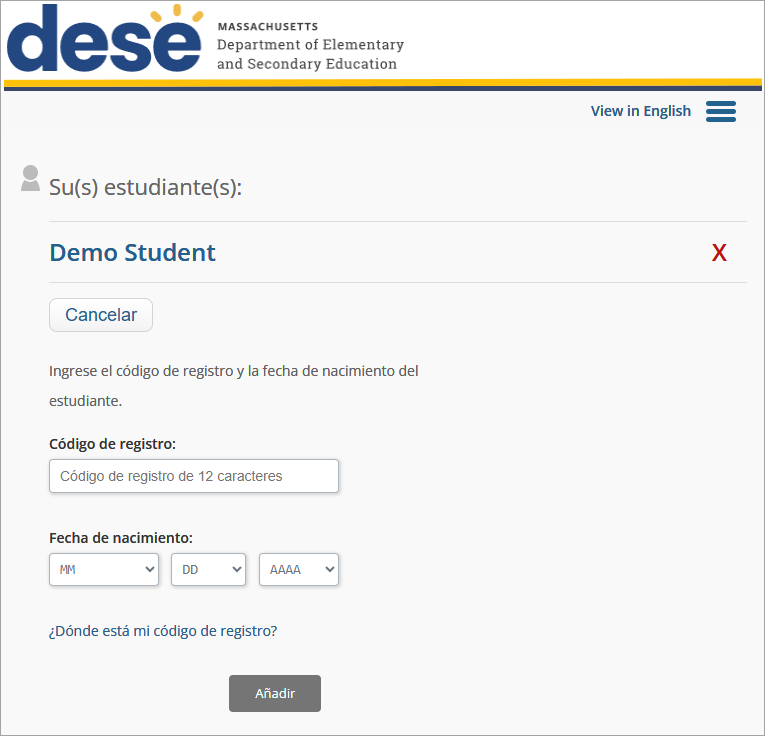 dese
MASSACHUSETTS
Department of Elementary
and Secondary Education
View in English
Su(s) estudiante(s):
Demo Student X
Cancelar
Ingrese el código de registro y la fecha de nacimiento del
estudiante.
Código de registro:
Código de registro de 12 caracteres
Fecha de nacimiento:
MM DD AAAA
¿Dónde está mi código de registro?
Añadir